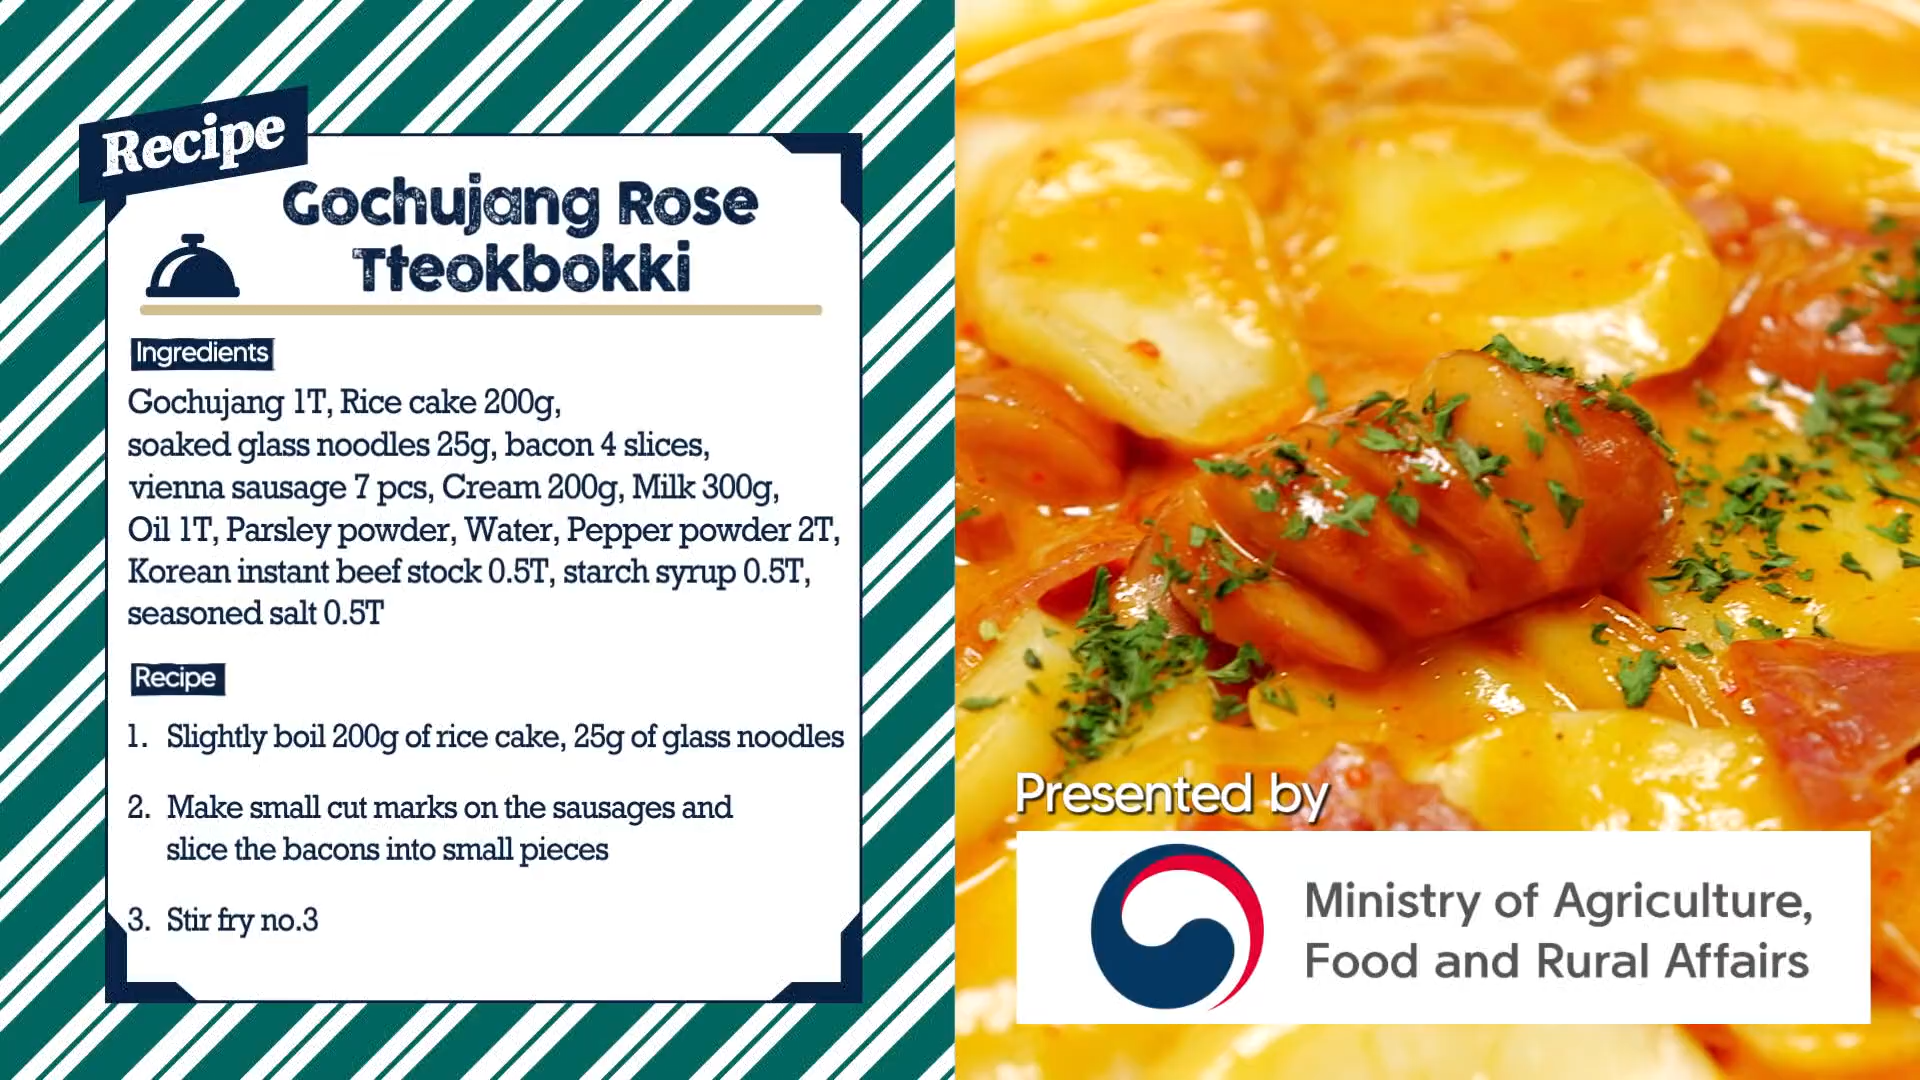 Recipe
Gochujang Rose
Tteokbokki
Ingredients
Gochujang 1T, Rice cake 200g,
soaked glass noodles 25g, bacon 4 slices,
vienna sausage 7 pcs, Cream 200g, Milk 300g,
Oil 1T, Parsley powder, Water, Pepper powder 2T,
Korean instant beef stock 0.5T, starch syrup 0.5T,
seasoned salt 0.5T
Recipe
1. Slightly boil 200g of rice cake, 25g of glass noodles
2. Make small cut marks on the sausages and
slice the bacons into small pieces
3. Stir fry no.3
Presented by
Ministry of Agriculture,
Food and Rural Affairs